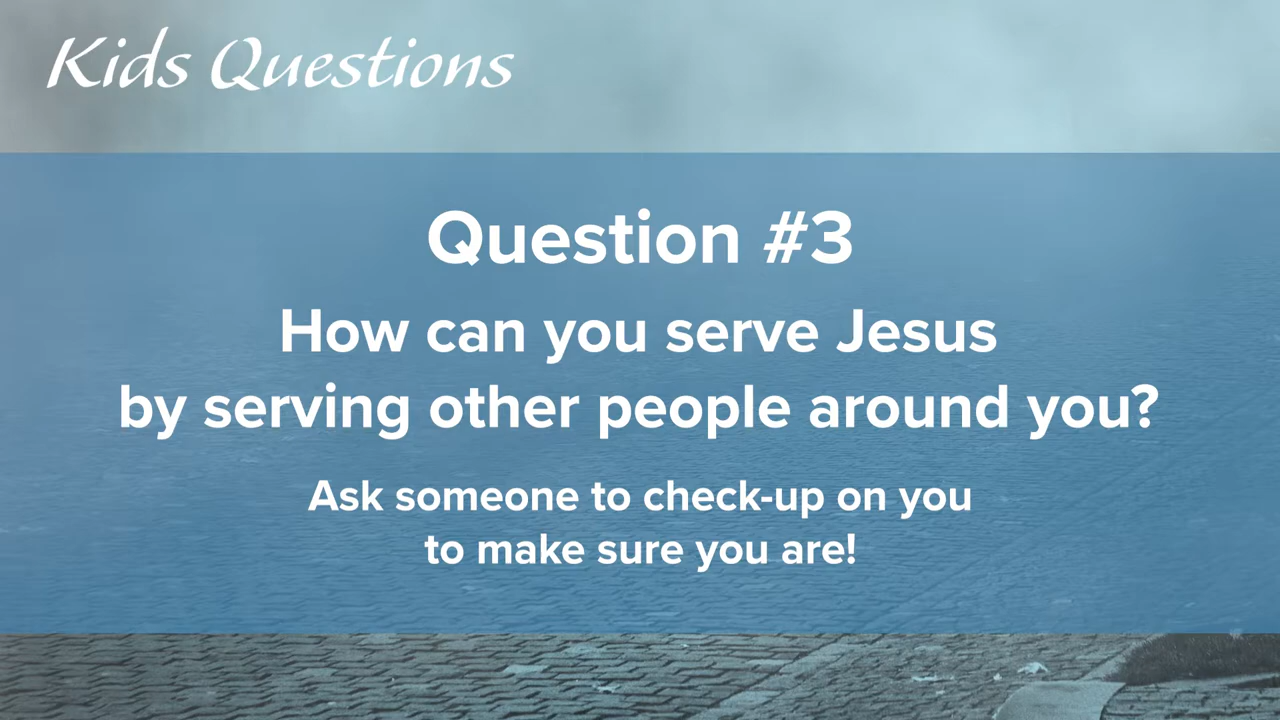 Kids Questions
Question #3
How can you serve Jesus
by serving other people around you?
Ask someone to check-up on you
to make sure you are!